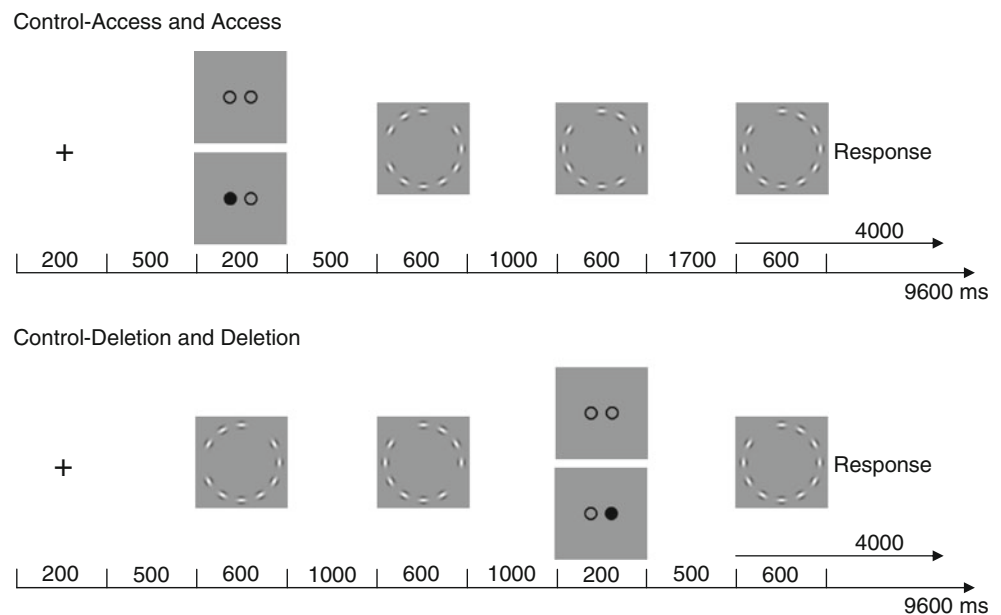 Control-Access and Access
+
Response
4000
200 500 200 500 600 1000 600 1700 600
9600 ms
Control-Deletion and Deletion
+
Response
4000
200 500 600 1000 600 1000 200 500 600
9600 ms